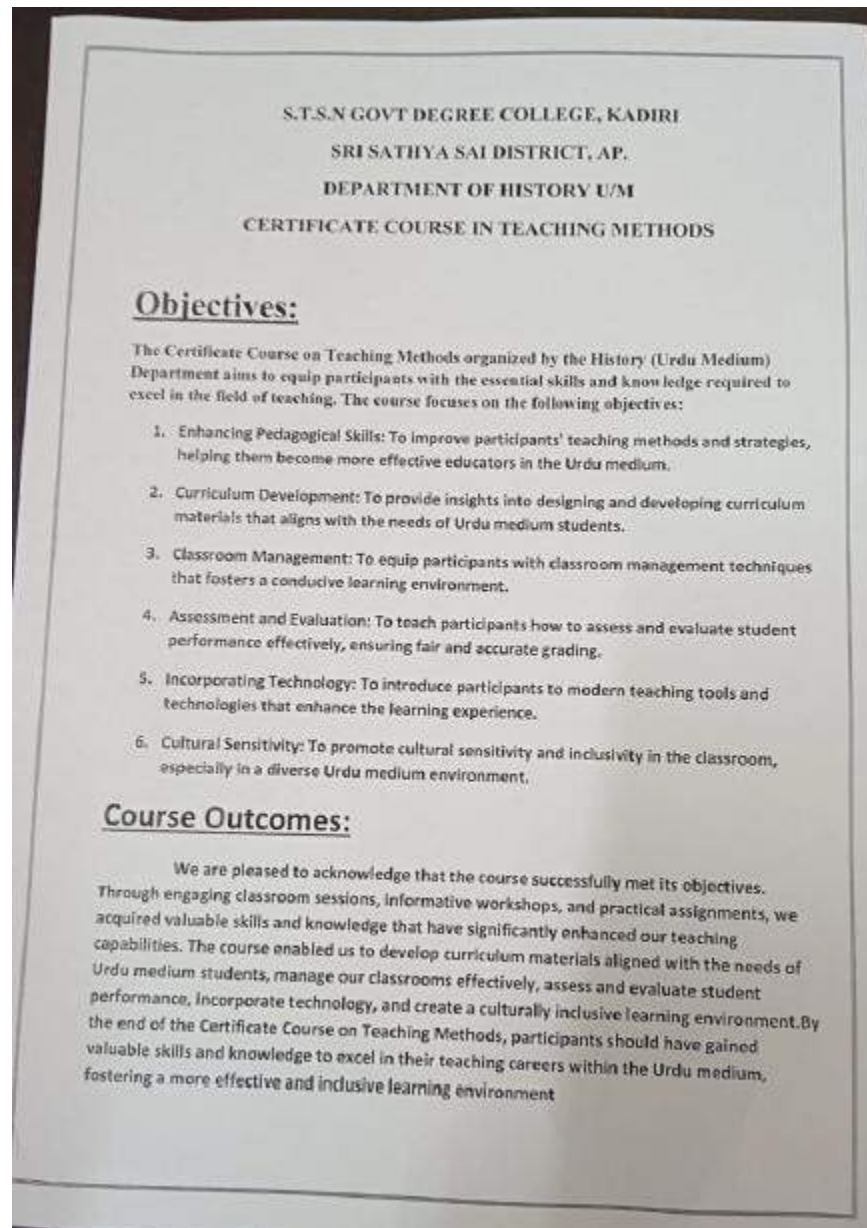 S.T.S.N GOVT DEGREE COLLEGE, KADIRI
SRI SATHYA SAI DISTRICT, AP.
DEPARTMENT OF HISTORY U/M
CERTIFICATE COURSE IN TEACHING METHODS
Objectives:
The Certificate Course on Teaching Methods organized by the History (Urdu Medium)
Department aims to equip participants with the essential skills and knowledge required to
excel in the field of teaching. The course focuses on the following objectives:
1. Enhancing Pedagogical Skills: To improve participants' teaching methods and strategies,
helping them become more effective educators in the Urdu medium.
2. Curriculum Development: To provide insights into designing and developing curriculum
materials that aligns with the needs of Urdu medium students.
3. Classroom Management: To equip participants with classroom management techniques
that fosters a conducive learning environment.
4. Assessment and Evaluation: To teach participants how to assess and evaluate student
performance effectively, ensuring fair and accurate grading.
5. Incorporating Technology: To introduce participants to modern teaching tools and
technologies that enhance the learning experience.
6. Cultural Sensitivity: To promote cultural sensitivity and inclusivity in the classroom,
especially in a diverse Urdu medium environment.
Course Outcomes:
We are pleased to acknowledge that the course successfully met its objectives.
Through engaging classroom sessions, informative workshops, and practical assignments, we
acquired valuable skills and knowledge that have significantly enhanced our teaching
capabilities. The course enabled us to develop curriculum materials aligned with the needs of
Urdu medium students, manage our classrooms effectively, assess and evaluate student
performance, incorporate technology, and create a culturally inclusive learning environment.By
the end of the Certificate Course on Teaching Methods, participants should have gained
valuable skills and knowledge to excel in their teaching careers within the Urdu medium,
fostering a more effective and inclusive learning environment